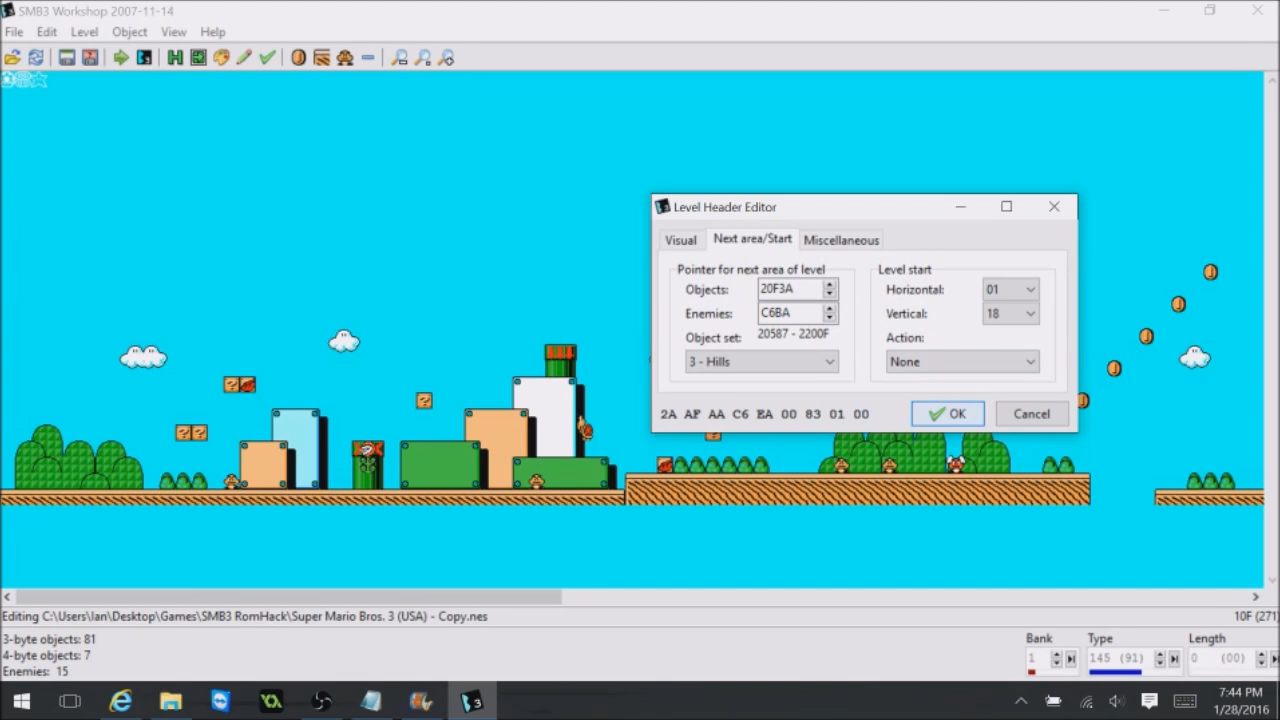 SMB3 Workshop 2007-11-14
File Edit Level Object View Help
Level Header Editor
Visual Next area/Start Miscellaneous
Pointer for next area of level
Objects: 20F3A
Enemies: C6BA
Object set: 20587 - 2200F
3 - Hills
Level start
Horizontal: 01
Vertical: 18
Action:
None
2A AF AA C6 EA 00 83 01 00
OK Cancel
Editing C:\Users\Ian\Desktop\Games\SMB3 RomHack\Super Mario Bros. 3 (USA) - Copy.nes
10F (271)
3-byte objects: 81
4-byte objects: 7
Enemies: 15
Bank Type Length
1 145 (91) 0 (00)
7:44 PM
1/28/2016